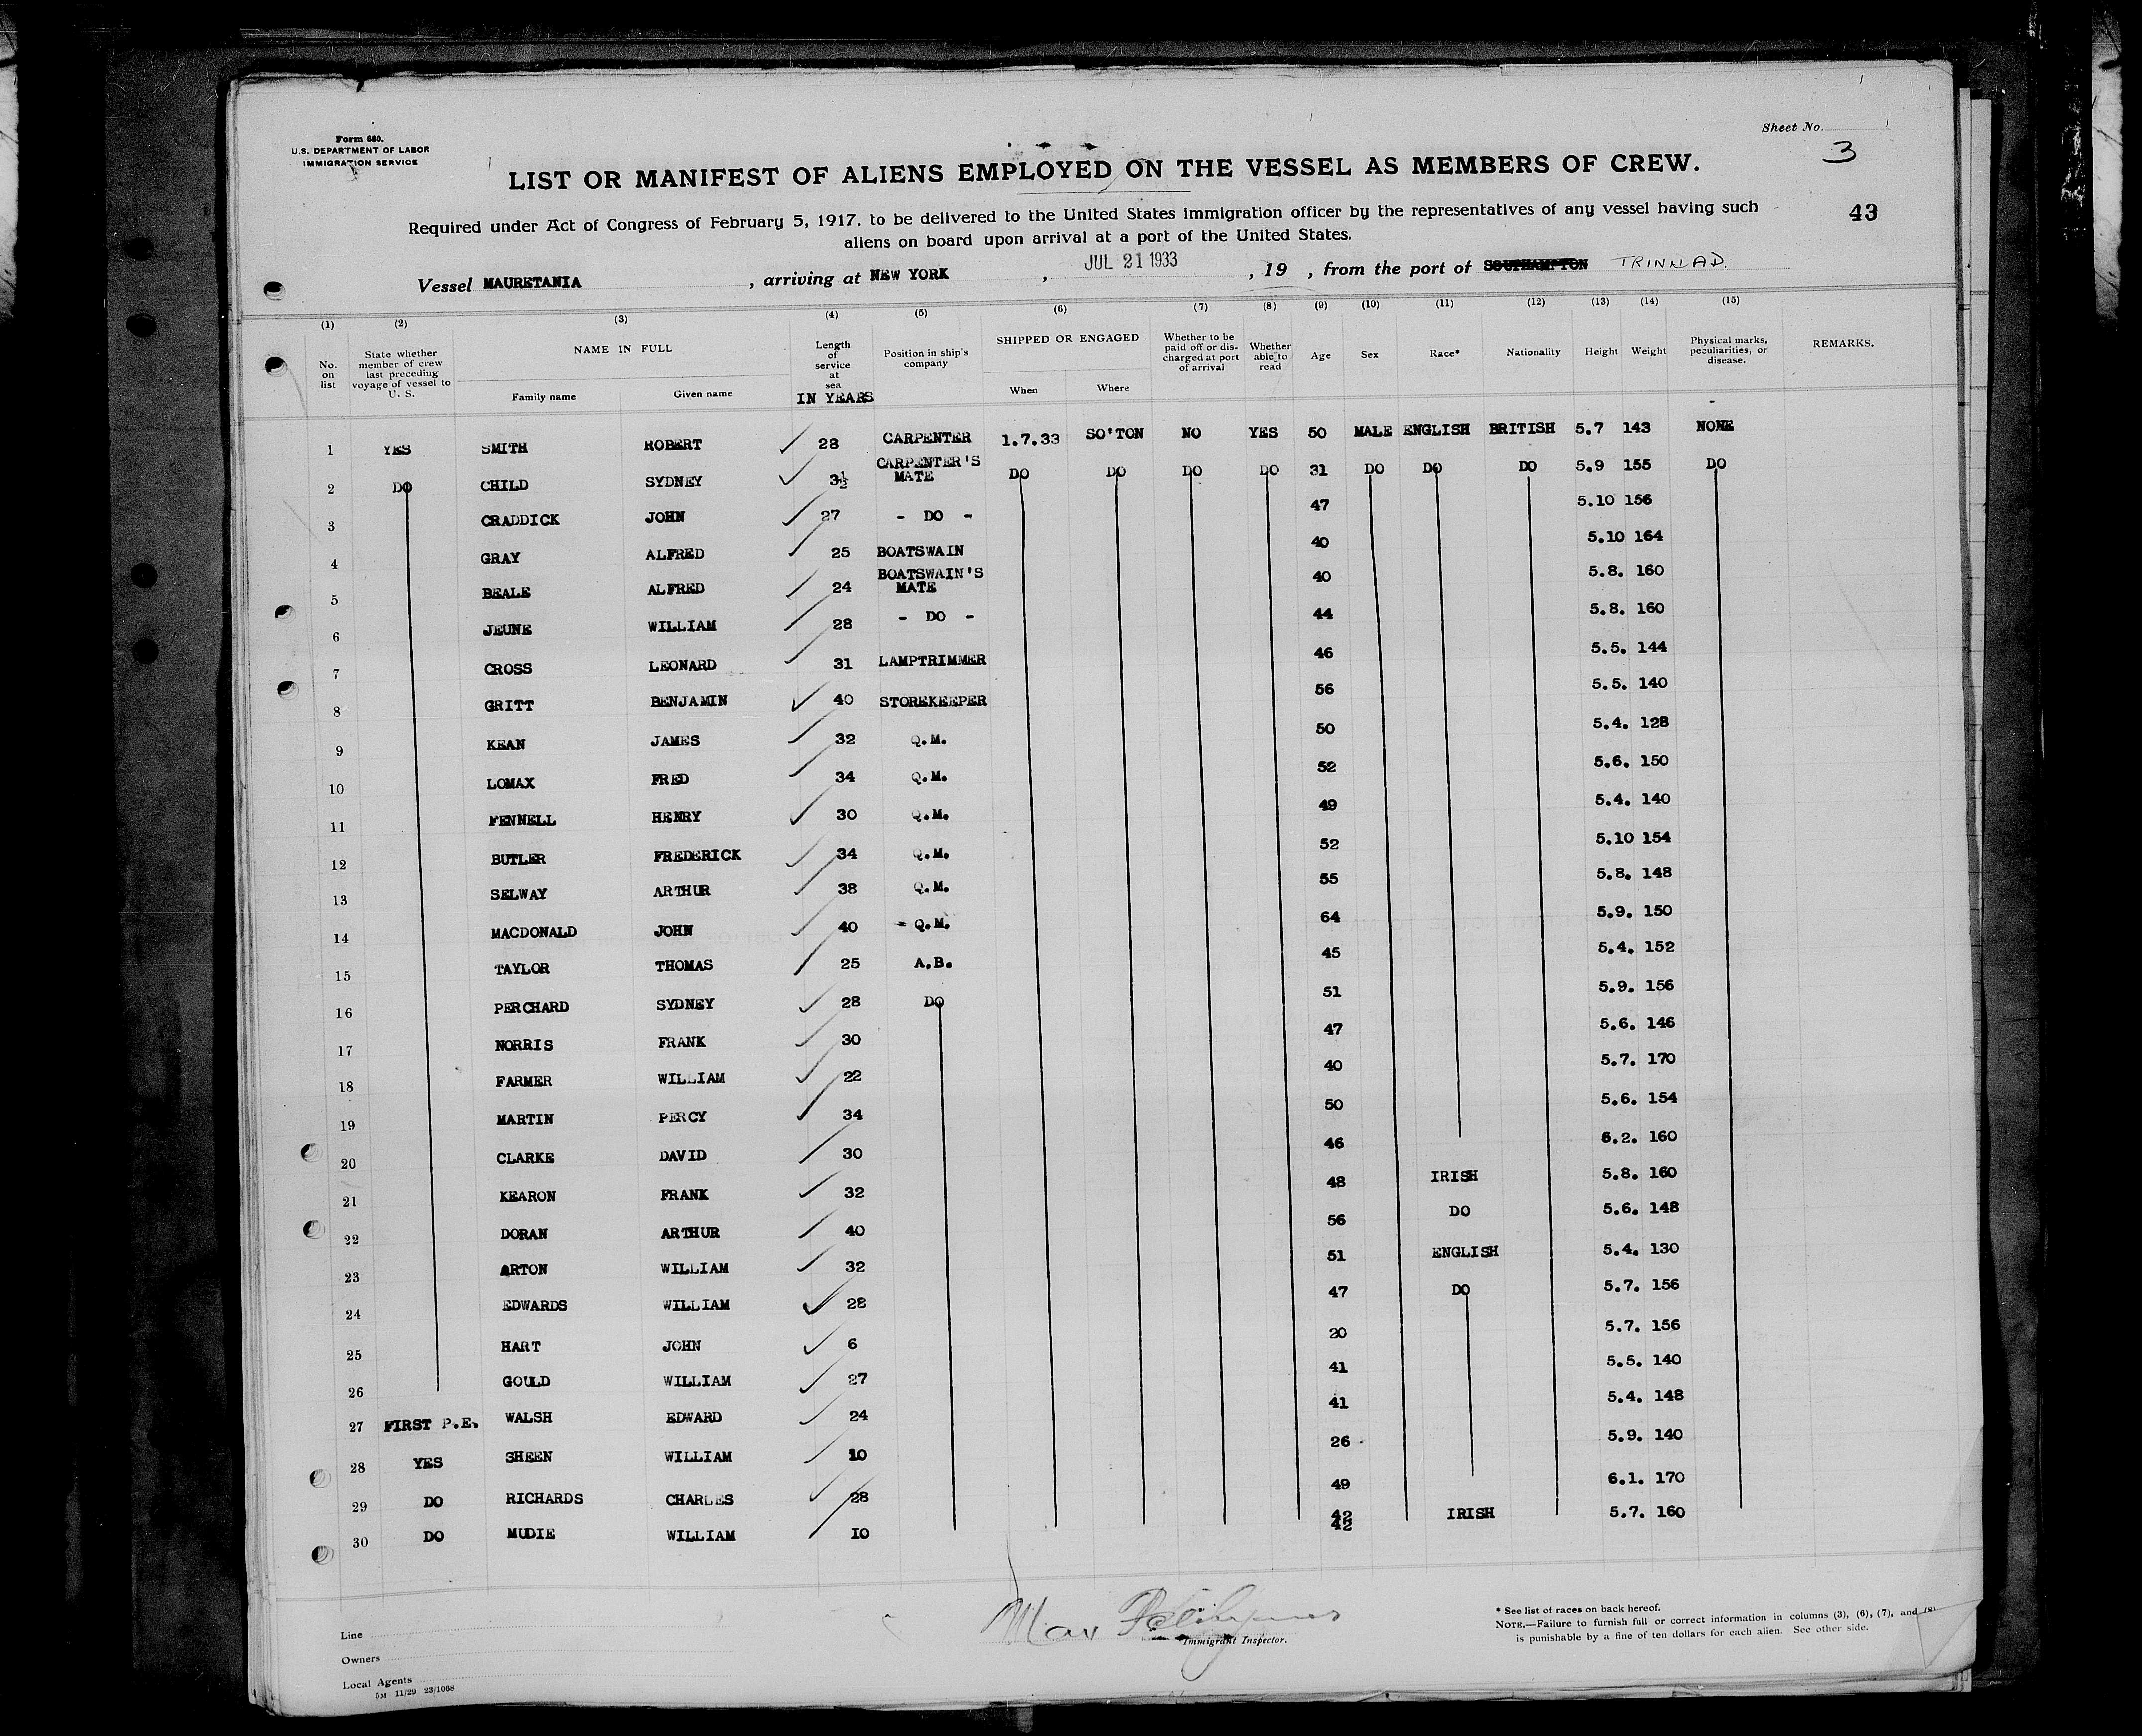 Form 680.
U.S. DEPARTMENT OF LABOR
IMMIGRATION SERVICE
Sheet No.
3
43
LIST OR MANIFEST OF ALIENS EMPLOYED ON THE VESSEL AS MEMBERS OF CREW.
Required under Act of Congress of February 5, 1917, to be delivered to the United States immigration officer by the representatives of any vessel having such
aliens on board upon arrival at a port of the United States.
Vessel MAURETANIA, arriving at NEW YORK, JUL 21 1933, 19 , from the port of SOUTHAMPTON TRINIDAD.
(1) (2) (3) (4) (5) (6) (7) (8) (9) (10) (11) (12) (13) (14) (15)
No. on list State whether member of crew last preceding voyage of vessel to U. S. NAME IN FULL Family name Given name Length of service at sea IN YEARS Position in ship's company SHIPPED OR ENGAGED When Where Whether to be paid off or discharged at port of arrival Whether able to read Age Sex Race* Nationality Height Weight Physical marks, peculiarities, or disease. REMARKS.
1 YES SMITH ROBERT 28 CARPENTER 1.7.33 SO'TON NO YES 50 MALE ENGLISH BRITISH 5.7 143 NONE
2 DO CHILD SYDNEY 3½ CARPENTER'S MATE DO DO DO DO 31 DO DO DO 5.9 155 DO
3 CRADDICK JOHN 27 - DO - 47 5.10 156
4 GRAY ALFRED 25 BOATSWAIN 40 5.10 164
5 BEALE ALFRED 24 BOATSWAIN'S MATE 40 5.8. 160
6 JEUNE WILLIAM 28 - DO - 44 5.8. 160
7 CROSS LEONARD 31 LAMPTRIMMER 46 5.5. 144
8 GRITT BENJAMIN 40 STOREKEEPER 56 5.5. 140
9 KEAN JAMES 32 Q.M. 50 5.4. 128
10 LOMAX FRED 34 Q.M. 52 5.6. 150
11 FENNELL HENRY 30 Q.M. 49 5.4. 140
12 BUTLER FREDERICK 34 Q.M. 52 5.10 154
13 SELWAY ARTHUR 38 Q.M. 55 5.8. 148
14 MACDONALD JOHN 40 - Q.M. 64 5.9. 150
15 TAYLOR THOMAS 25 A.B. 45 5.4. 152
16 PERCHARD SYDNEY 28 DO 51 5.9. 156
17 NORRIS FRANK 30 47 5.6. 146
18 FARMER WILLIAM 22 40 5.7. 170
19 MARTIN PERCY 34 50 5.6. 154
20 CLARKE DAVID 30 46 6.2. 160
21 KEARON FRANK 32 48 IRISH 5.8. 160
22 DORAN ARTHUR 40 56 DO 5.6. 148
23 ARTON WILLIAM 32 51 ENGLISH 5.4. 130
24 EDWARDS WILLIAM 28 47 DO 5.7. 156
25 HART JOHN 6 20 5.7. 156
26 GOULD WILLIAM 27 41 5.5. 140
27 FIRST P.E. WALSH EDWARD 24 41 5.4. 148
28 YES SHEEN WILLIAM 10 26 5.9. 140
29 DO RICHARDS CHARLES 28 49 6.1. 170
30 DO MUDIE WILLIAM 10 42 42 IRISH 5.7. 160
Line
Owners
Local Agents
5M 11/29 23/1068
Max
Immigrant Inspector.
* See list of races on back hereof.
NOTE.—Failure to furnish full or correct information in columns (3), (6), (7), and (8)
is punishable by a fine of ten dollars for each alien. See other side.